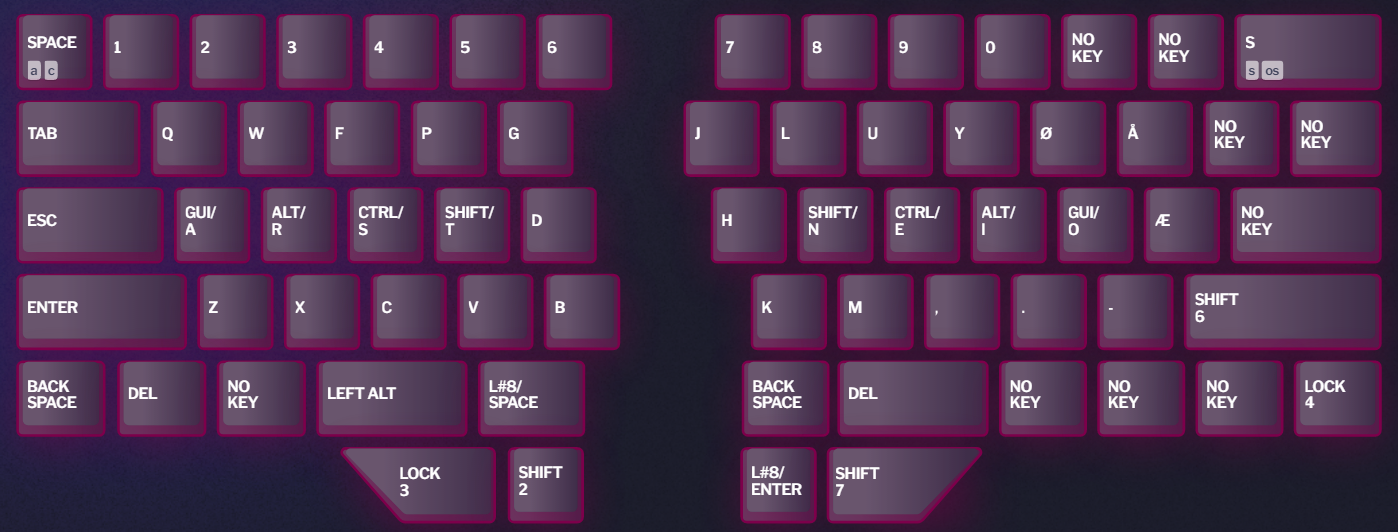 SPACE
a c
1
2
3
4
5
6
7
8
9
0
NO
KEY
NO
KEY
S
s os
TAB
Q
W
F
P
G
J
L
U
Y
Ø
Å
NO
KEY
NO
KEY
ESC
GUI/
A
ALT/
R
CTRL/
S
SHIFT/
T
D
H
SHIFT/
N
CTRL/
E
ALT/
I
GUI/
O
Æ
NO
KEY
ENTER
Z
X
C
V
B
K
M
,
.
-
SHIFT
6
BACK
SPACE
DEL
NO
KEY
LEFT ALT
L#8/
SPACE
BACK
SPACE
DEL
NO
KEY
NO
KEY
NO
KEY
LOCK
4
LOCK
3
SHIFT
2
L#8/
ENTER
SHIFT
7